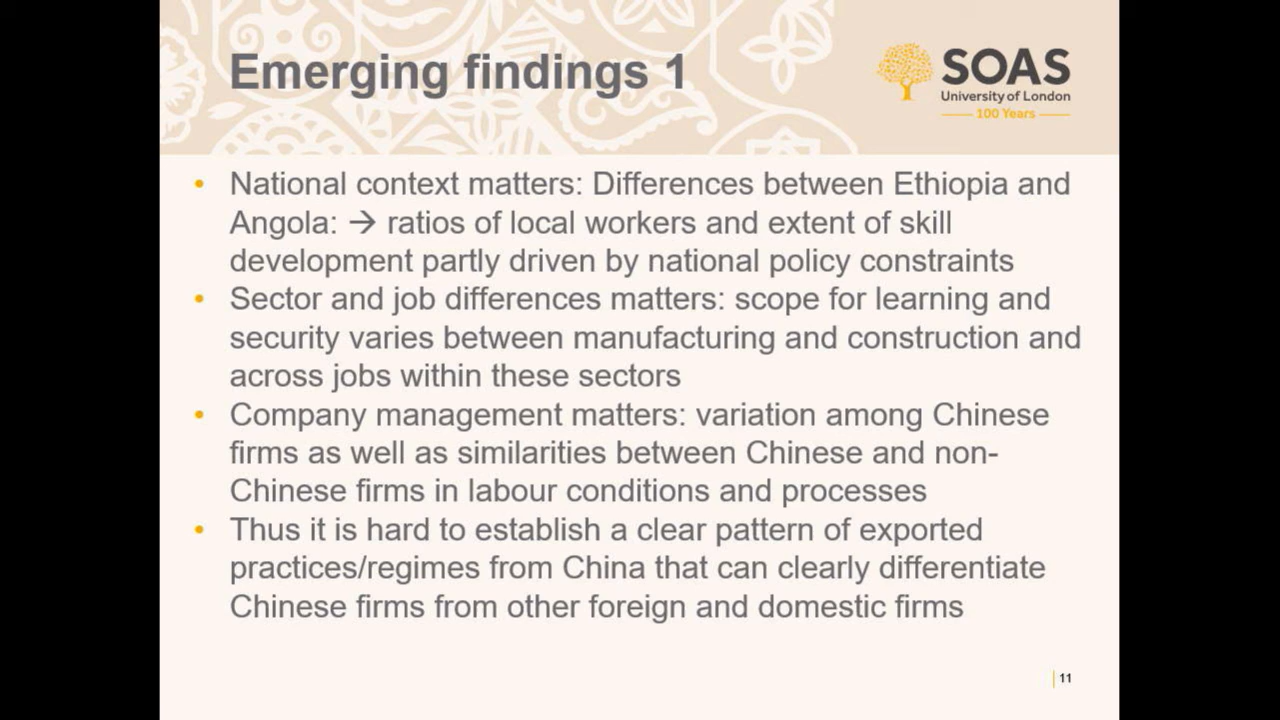 Emerging findings 1
SOAS
University of London
100 Years
• National context matters: Differences between Ethiopia and
Angola: → ratios of local workers and extent of skill
development partly driven by national policy constraints
• Sector and job differences matters: scope for learning and
security varies between manufacturing and construction and
across jobs within these sectors
• Company management matters: variation among Chinese
firms as well as similarities between Chinese and non-
Chinese firms in labour conditions and processes
• Thus it is hard to establish a clear pattern of exported
practices/regimes from China that can clearly differentiate
Chinese firms from other foreign and domestic firms
11